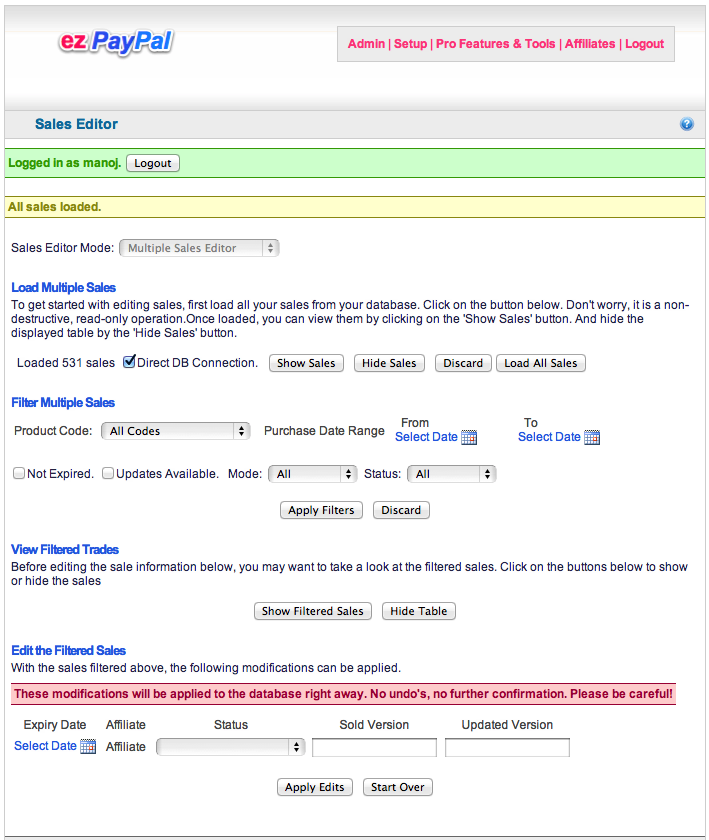 ez PayPal
Admin | Setup | Pro Features & Tools | Affiliates | Logout
Sales Editor
?
Logged in as manoj. Logout
All sales loaded.
Sales Editor Mode: Multiple Sales Editor
Load Multiple Sales
To get started with editing sales, first load all your sales from your database. Click on the button below. Don't worry, it is a non-
destructive, read-only operation.Once loaded, you can view them by clicking on the 'Show Sales' button. And hide the
displayed table by the 'Hide Sales' button.
Loaded 531 sales Direct DB Connection. Show Sales Hide Sales Discard Load All Sales
Filter Multiple Sales
Product Code: All Codes Purchase Date Range From To
Select Date Select Date
Not Expired. Updates Available. Mode: All Status: All
Apply Filters Discard
View Filtered Trades
Before editing the sale information below, you may want to take a look at the filtered sales. Click on the buttons below to show
or hide the sales
Show Filtered Sales Hide Table
Edit the Filtered Sales
With the sales filtered above, the following modifications can be applied.
These modifications will be applied to the database right away. No undo's, no further confirmation. Please be careful!
Expiry Date Affiliate Status Sold Version Updated Version
Select Date Affiliate
Apply Edits Start Over